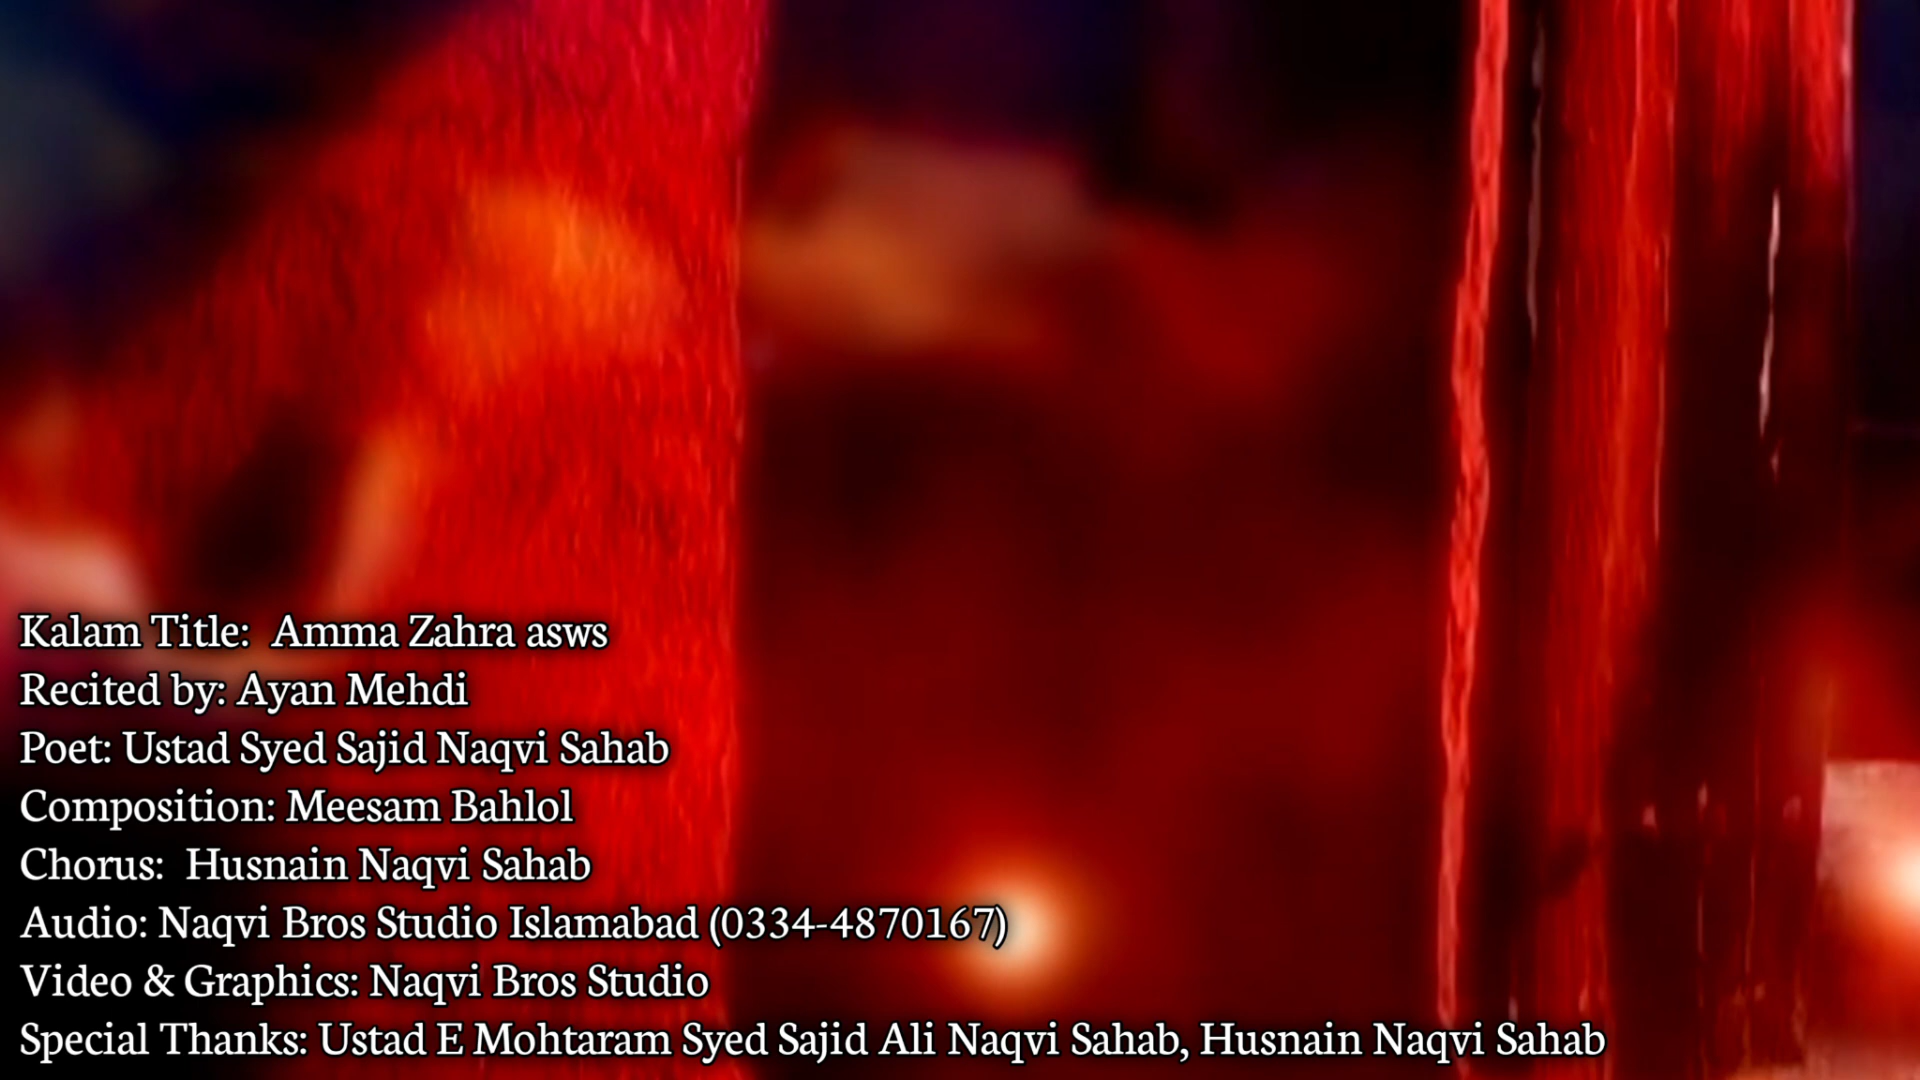 Kalam Title:  Amma Zahra asws
Recited by: Ayan Mehdi
Poet: Ustad Syed Sajid Naqvi Sahab
Composition: Meesam Bahlol
Chorus:  Husnain Naqvi Sahab
Audio: Naqvi Bros Studio Islamabad (0334-4870167)
Video & Graphics: Naqvi Bros Studio
Special Thanks: Ustad E Mohtaram Syed Sajid Ali Naqvi Sahab, Husnain Naqvi Sahab